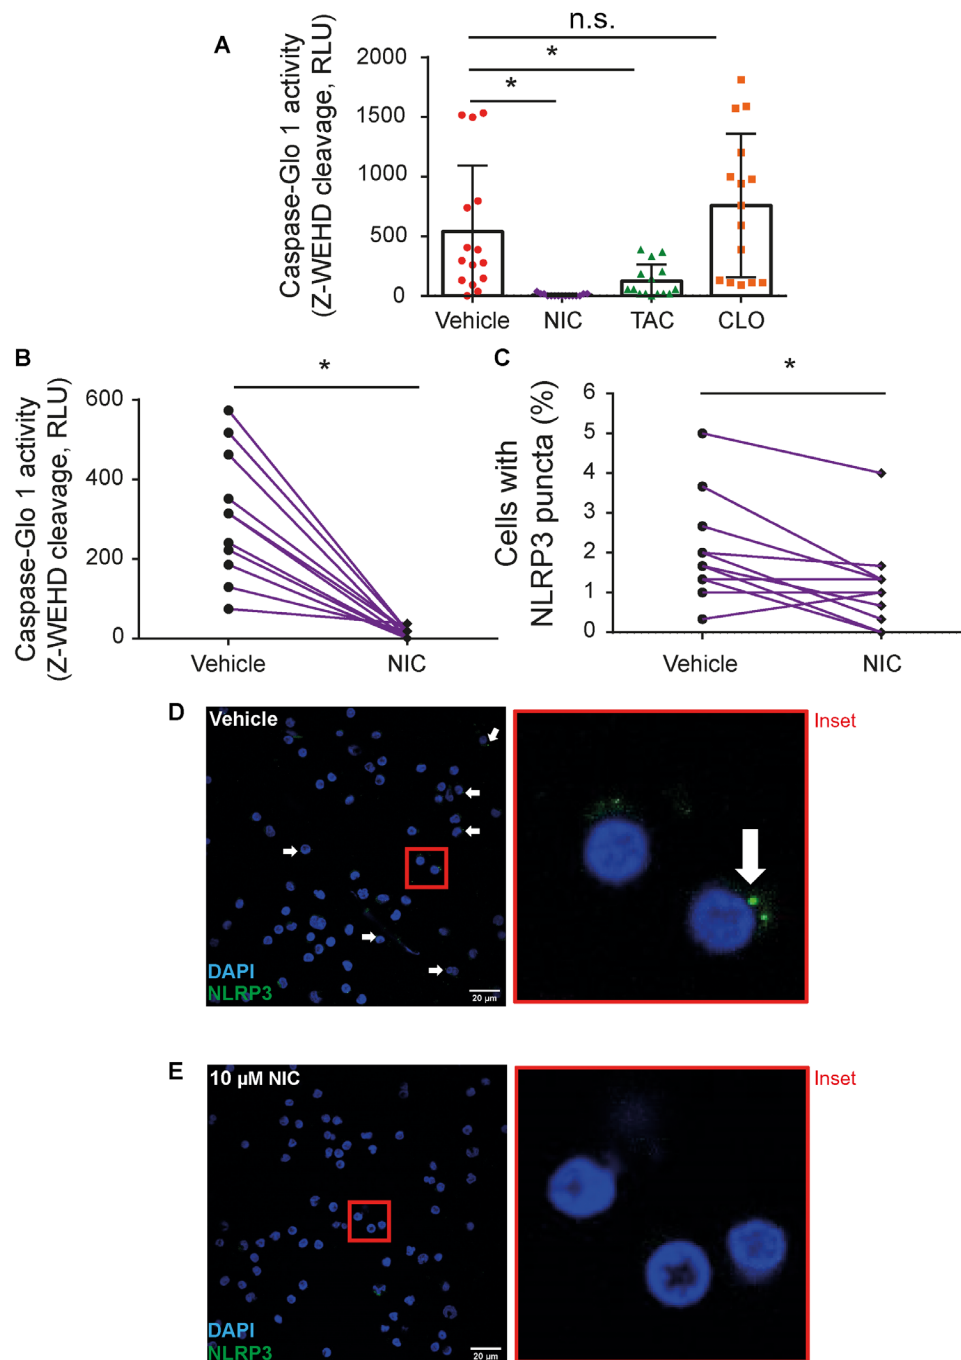 A
n.s.
*
*
Caspase-Glo 1 activity
(Z-WEHD cleavage, RLU)
2000
1500
1000
500
0
Vehicle NIC TAC CLO
B
*
Caspase-Glo 1 activity
(Z-WEHD cleavage, RLU)
600
400
200
0
Vehicle NIC
C
*
Cells with
NLRP3 puncta (%)
6
5
4
3
2
1
0
Vehicle NIC
D
Vehicle
DAPI
NLRP3
20 µm
Inset
E
10 µM NIC
DAPI
NLRP3
20 µm
Inset